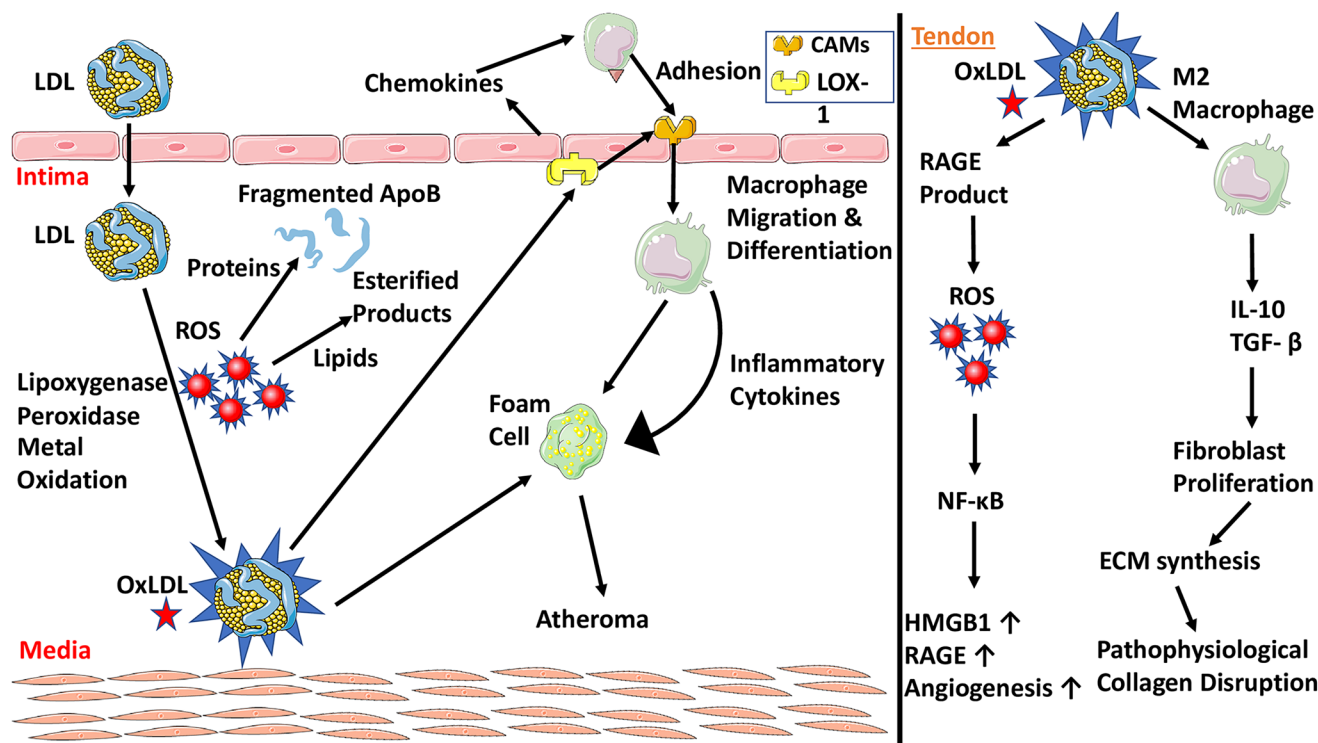 LDL
Chemokines
Adhesion
CAMs
LOX-
1
Intima
LDL
Fragmented ApoB
Proteins
Esterified
Products
ROS
Lipids
Lipoxygenase
Peroxidase
Metal
Oxidation
Macrophage
Migration &
Differentiation
Inflammatory
Cytokines
Foam
Cell
OxLDL
Atheroma
Media
Tendon
OxLDL
M2
Macrophage
RAGE
Product
ROS
NF-κB
HMGB1 ↑
RAGE ↑
Angiogenesis ↑
IL-10
TGF- β
Fibroblast
Proliferation
ECM synthesis
Pathophysiological
Collagen Disruption